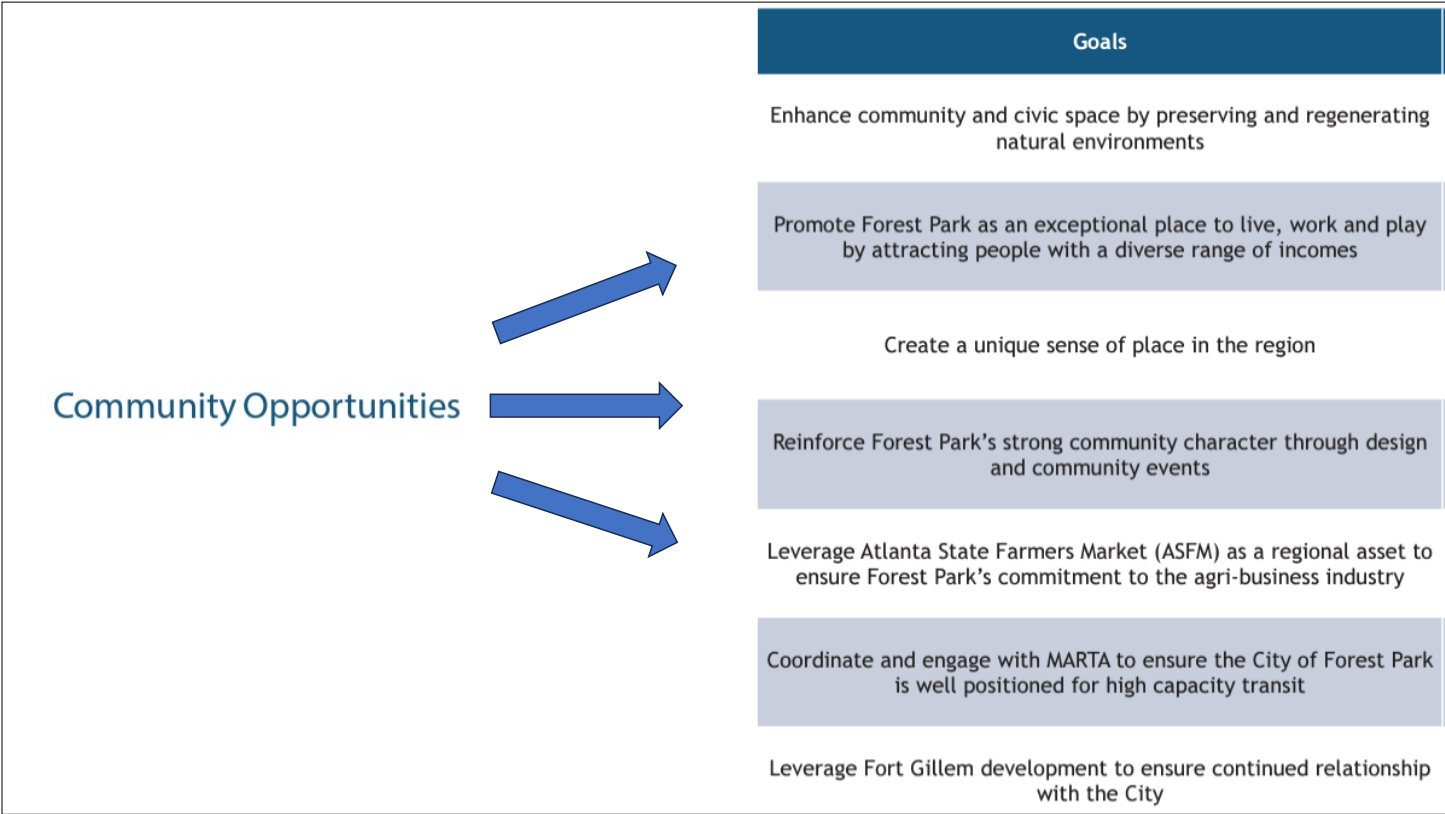 Goals
Enhance community and civic space by preserving and regenerating
natural environments
Promote Forest Park as an exceptional place to live, work and play
by attracting people with a diverse range of incomes
Create a unique sense of place in the region
Community Opportunities
Reinforce Forest Park’s strong community character through design
and community events
Leverage Atlanta State Farmers Market (ASFM) as a regional asset to
ensure Forest Park’s commitment to the agri-business industry
Coordinate and engage with MARTA to ensure the City of Forest Park
is well positioned for high capacity transit
Leverage Fort Gillem development to ensure continued relationship
with the City